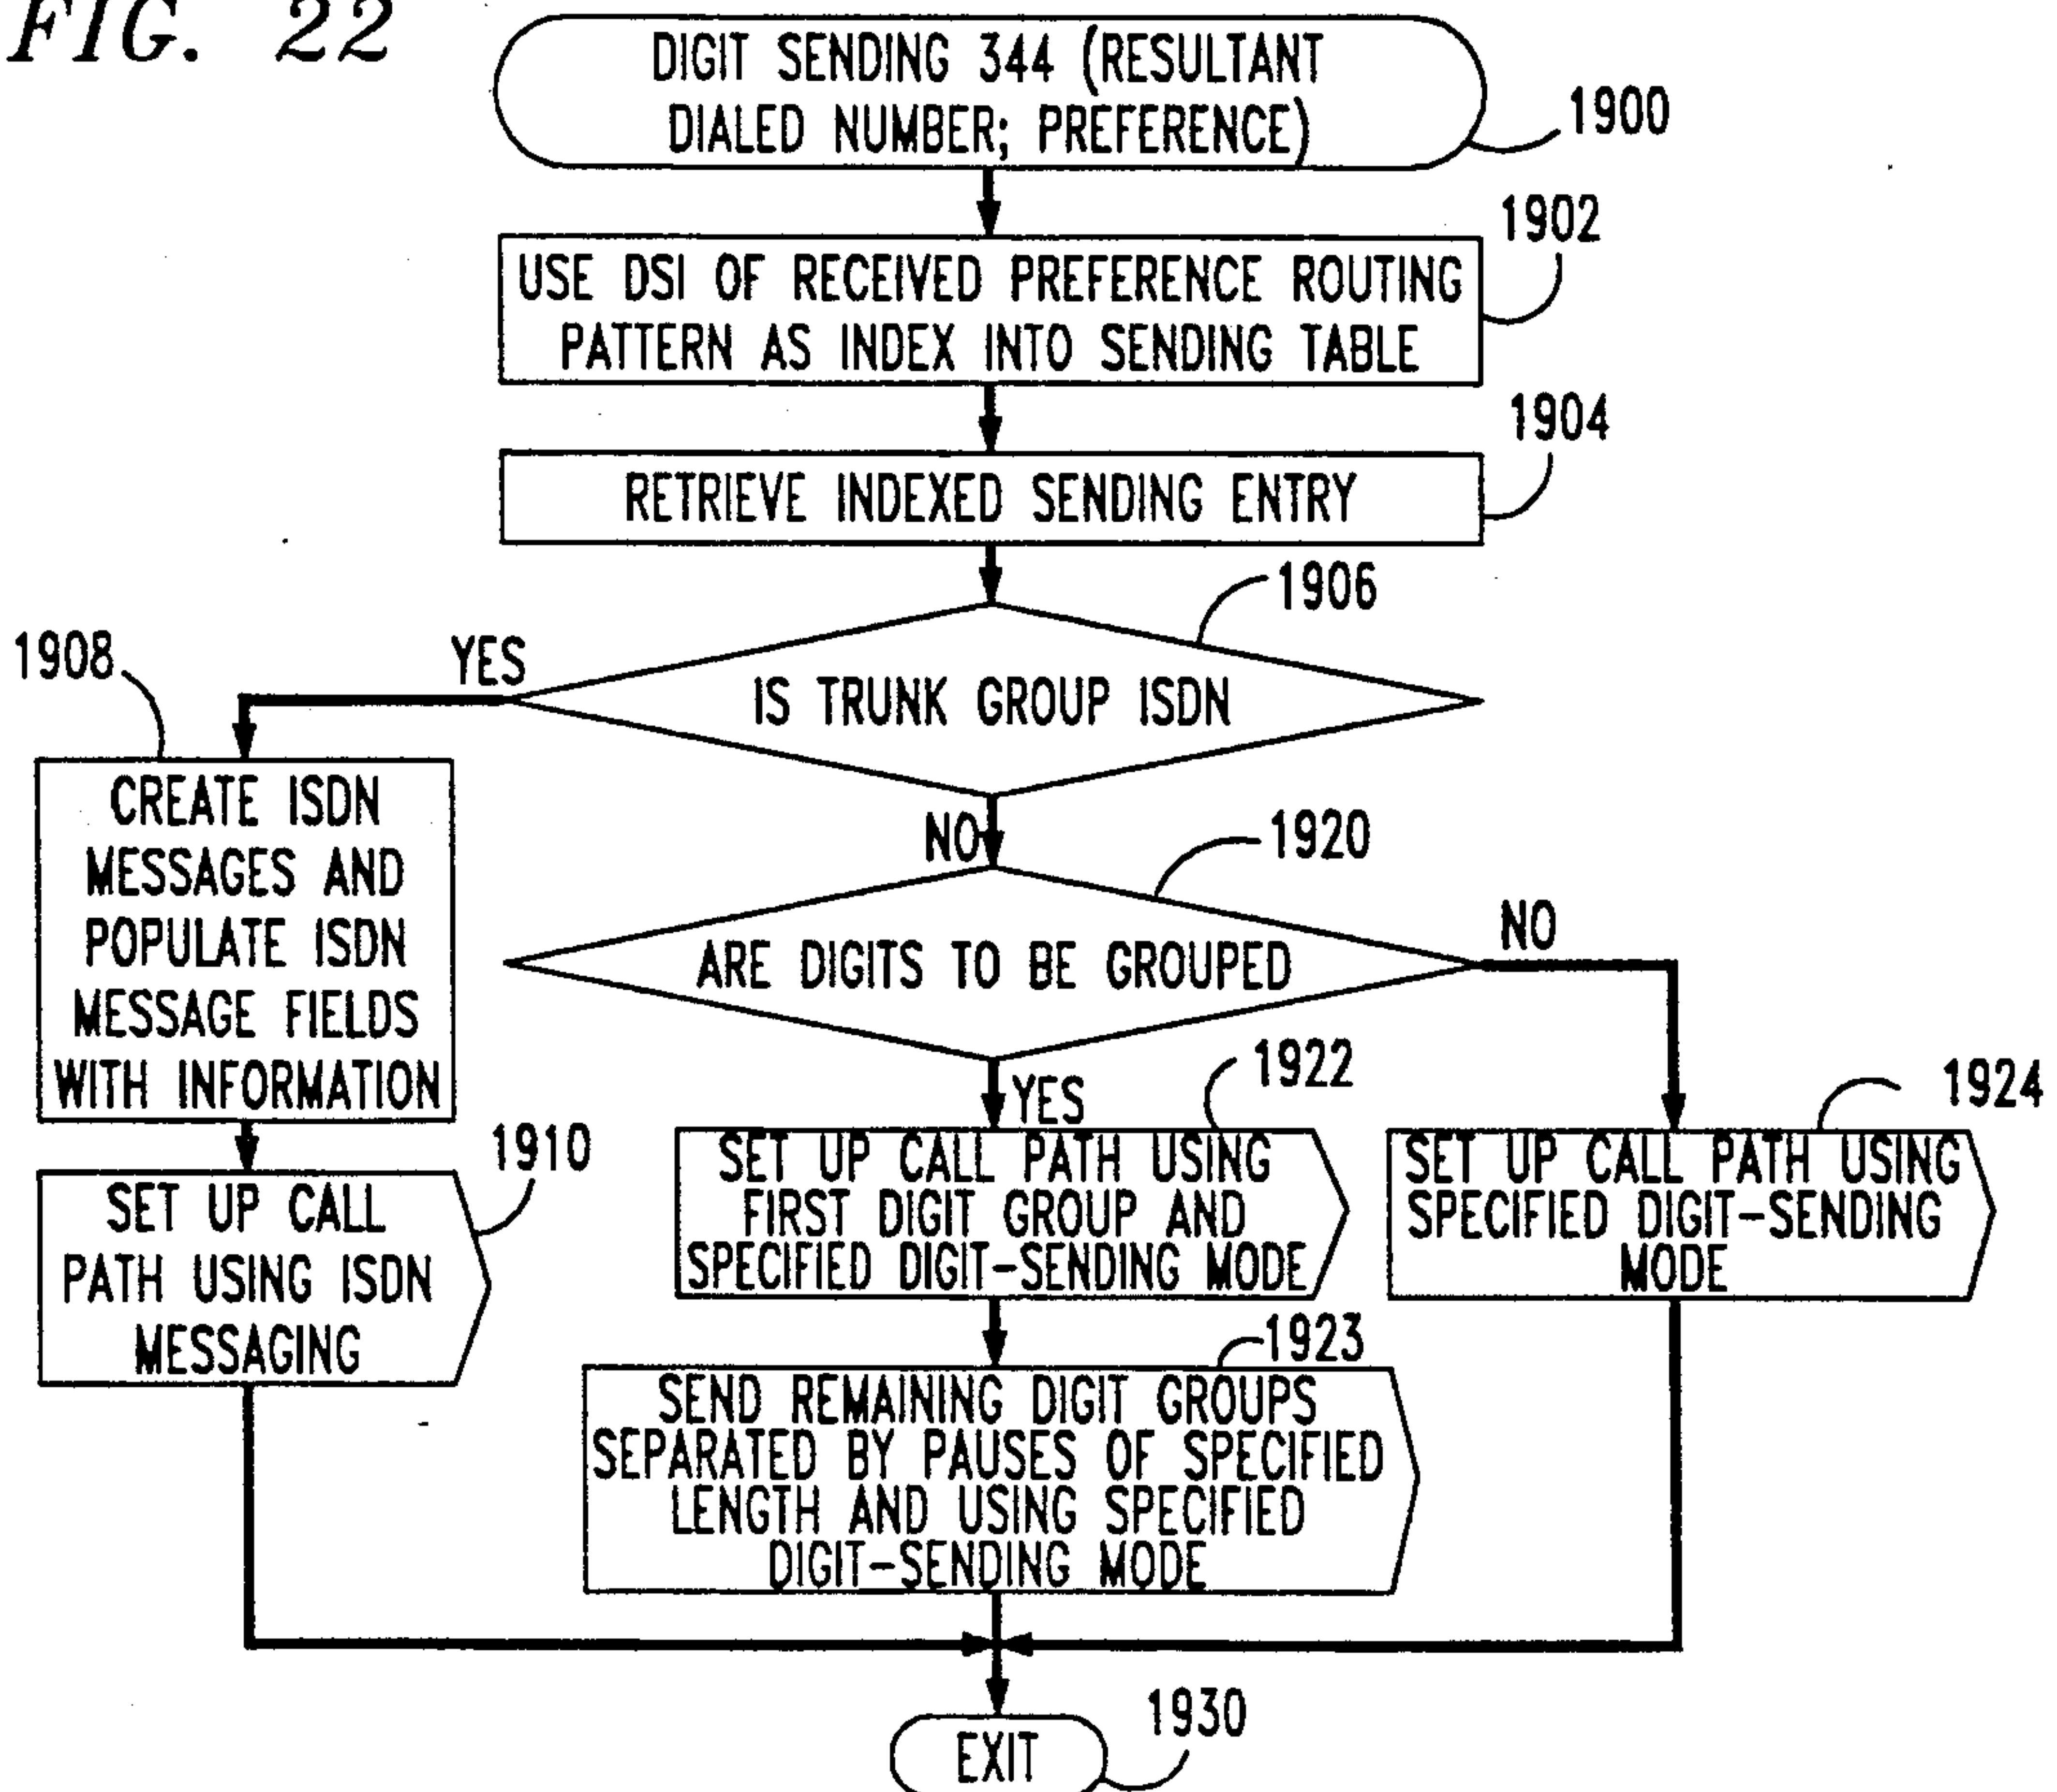 FIG. 22
DIGIT SENDING 344 (RESULTANT
DIALED NUMBER; PREFERENCE)
1900
1902
USE DSI OF RECEIVED PREFERENCE ROUTING
PATTERN AS INDEX INTO SENDING TABLE
1904
RETRIEVE INDEXED SENDING ENTRY
1906
1908
YES
IS TRUNK GROUP ISDN
CREATE ISDN
MESSAGES AND
POPULATE ISDN
MESSAGE FIELDS
WITH INFORMATION
NO
1920
ARE DIGITS TO BE GROUPED
NO
1910
SET UP CALL
PATH USING ISDN
MESSAGING
YES
1922
SET UP CALL PATH USING
FIRST DIGIT GROUP AND
SPECIFIED DIGIT-SENDING MODE
1924
SET UP CALL PATH USING
SPECIFIED DIGIT-SENDING
MODE
1923
SEND REMAINING DIGIT GROUPS
SEPARATED BY PAUSES OF SPECIFIED
LENGTH AND USING SPECIFIED
DIGIT-SENDING MODE
1930
EXIT